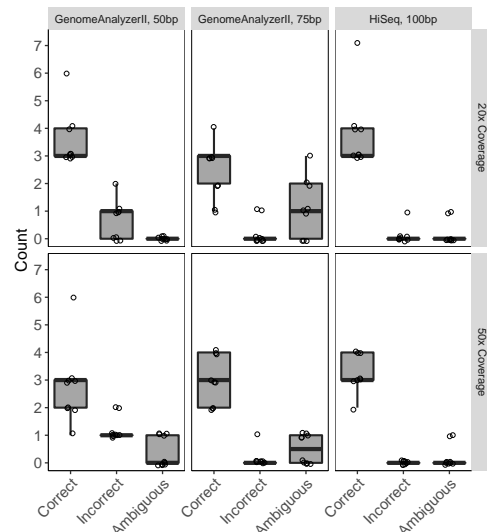 GenomeAnalyzerII, 50bp
GenomeAnalyzerII, 75bp
HiSeq, 100bp
7
6
5
4
3
2
1
0
20x Coverage
Count
7
6
5
4
3
2
1
0
50x Coverage
Correct
Incorrect
Ambiguous
Correct
Incorrect
Ambiguous
Correct
Incorrect
Ambiguous